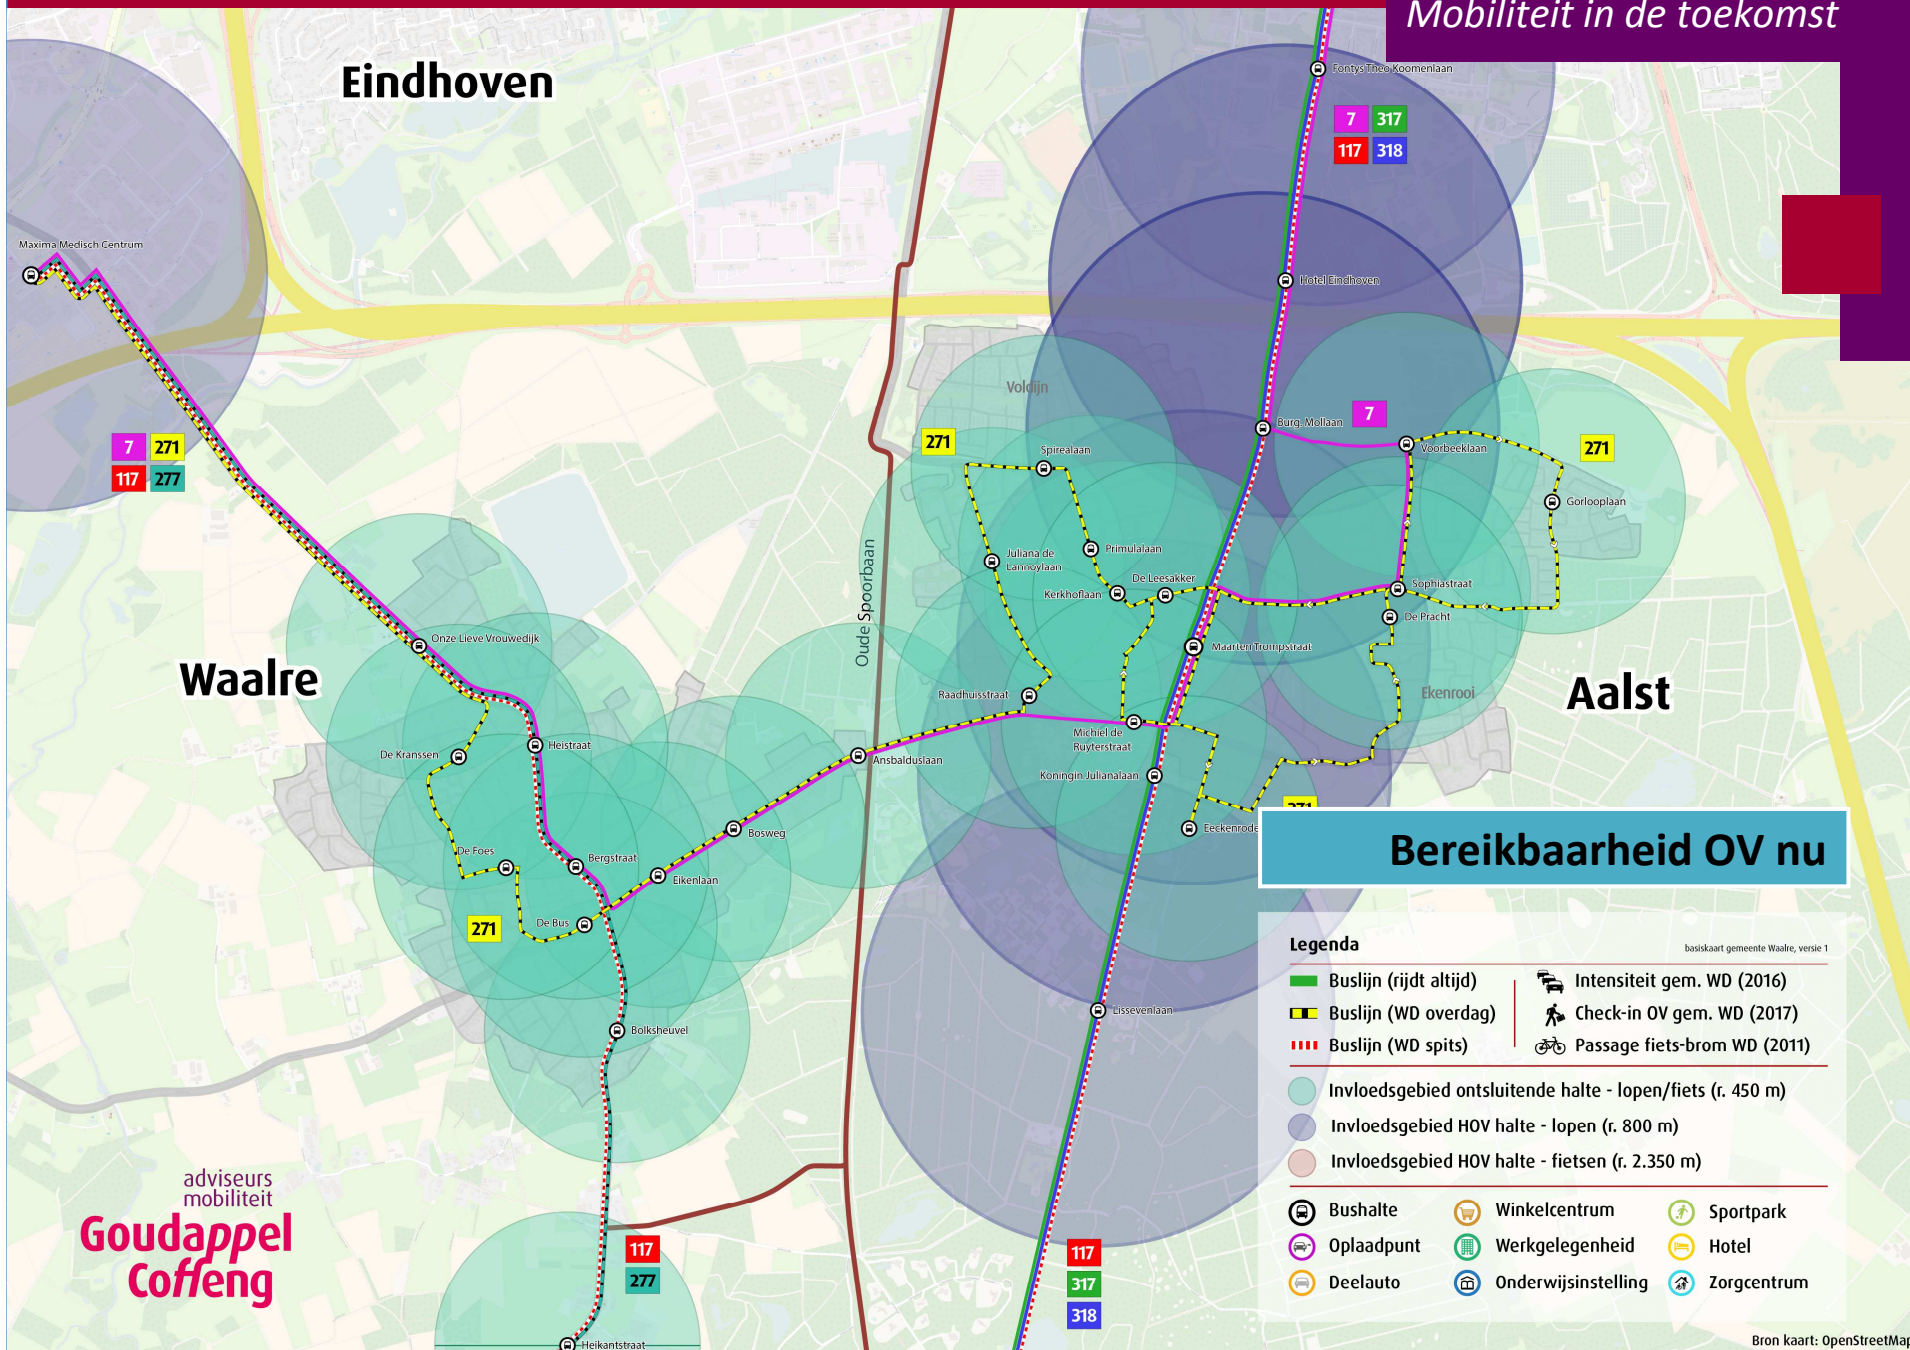 Mobiliteit in de toekomst
Eindhoven
Fontys Theo Koomenlaan
7 317
117 318
Maxima Medisch Centrum
Hotel Eindhoven
Voldijn
Burg. Mollaan
7
7 271
117 277
271
Spirealaan
Voorbeeklaan
271
Gorlooplaan
Oude Spoorbaan
Juliana de
Lannoylaan
Primulalaan
De Leesakker
Kerkhoflaan
Sophiastraat
De Pracht
Onze Lieve Vrouwedijk
Maarten Trompstraat
Waalre
Raadhuisstraat
Ekenrooi
Aalst
De Kranssen
Heistraat
Michiel de
Ruyterstraat
Ansbalduslaan
Koningin Julianalaan
271
Bosweg
Eeckenrode
De Foes
Bergstraat
Eikenlaan
Bereikbaarheid OV nu
271
De Bus
Bolksheuvel
Lissevenlaan
Legenda
basiskaart gemeente Waalre, versie 1
Buslijn (rijdt altijd)
Intensiteit gem. WD (2016)
Buslijn (WD overdag)
Check-in OV gem. WD (2017)
Buslijn (WD spits)
Passage fiets-brom WD (2011)
Invloedsgebied ontsluitende halte - lopen/fiets (r. 450 m)
Invloedsgebied HOV halte - lopen (r. 800 m)
Invloedsgebied HOV halte - fietsen (r. 2.350 m)
Bushalte
Winkelcentrum
Sportpark
Oplaadpunt
Werkgelegenheid
Hotel
Deelauto
Onderwijsinstelling
Zorgcentrum
adviseurs
mobiliteit
Goudappel
Coffeng
117
277
117
317
318
Heikantstraat
Bron kaart: OpenStreetMap